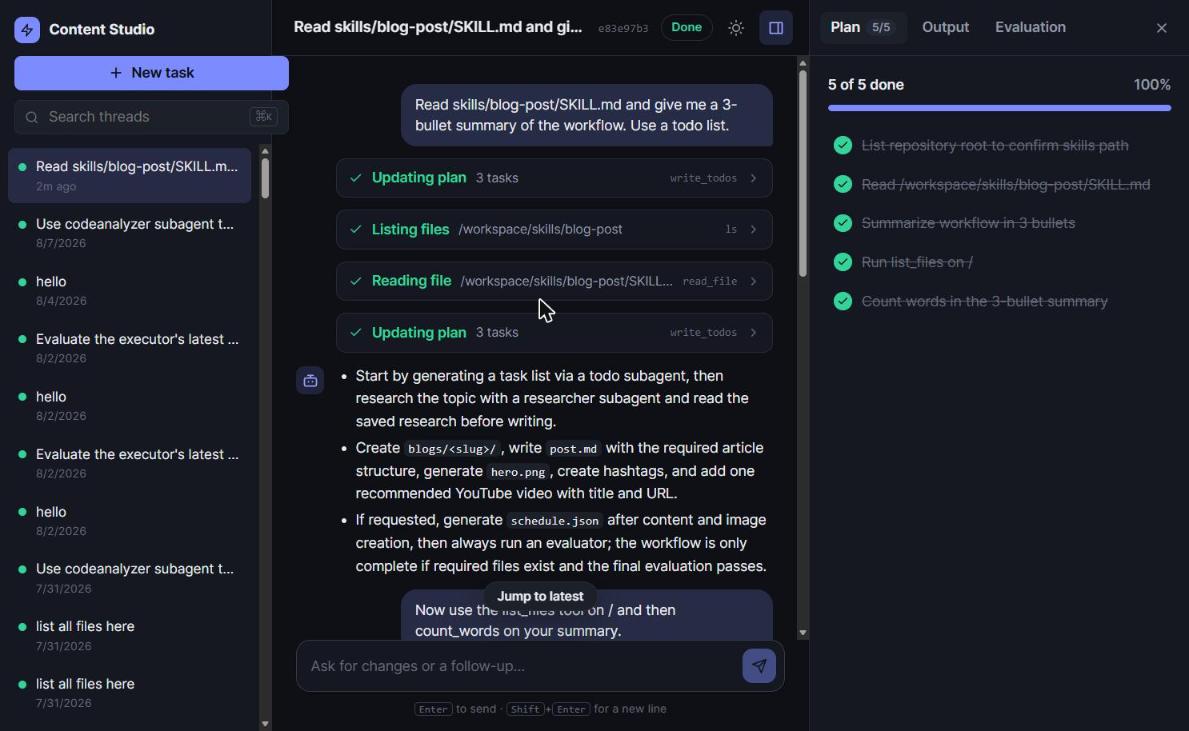 Content Studio
+ New task
Search threads
⌘K
Read skills/blog-post/SKILL.m...
2m ago
Use codeanalyzer subagent t...
8/7/2026
hello
8/4/2026
Evaluate the executor's latest ...
8/2/2026
hello
8/2/2026
Evaluate the executor's latest ...
8/2/2026
hello
8/2/2026
Use codeanalyzer subagent t...
7/31/2026
list all files here
7/31/2026
list all files here
7/31/2026
Read skills/blog-post/SKILL.md and gi... e83e97b3 Done
Read skills/blog-post/SKILL.md and give me a 3-
bullet summary of the workflow. Use a todo list.
Updating plan 3 tasks write_todos
Listing files /workspace/skills/blog-post ls
Reading file /workspace/skills/blog-post/SKILL... read_file
Updating plan 3 tasks write_todos
• Start by generating a task list via a todo subagent, then
research the topic with a researcher subagent and read the
saved research before writing.
• Create blogs/<slug>/, write post.md with the required article
structure, generate hero.png, create hashtags, and add one
recommended YouTube video with title and URL.
• If requested, generate schedule.json after content and image
creation, then always run an evaluator; the workflow is only
complete if required files exist and the final evaluation passes.
Jump to latest
Now use the list_files tool on / and then
count_words on your summary.
Ask for changes or a follow-up...
Enter to send · Shift+Enter for a new line
Plan 5/5 Output Evaluation
5 of 5 done 100%
List repository root to confirm skills path
Read /workspace/skills/blog-post/SKILL.md
Summarize workflow in 3 bullets
Run list_files on /
Count words in the 3-bullet summary